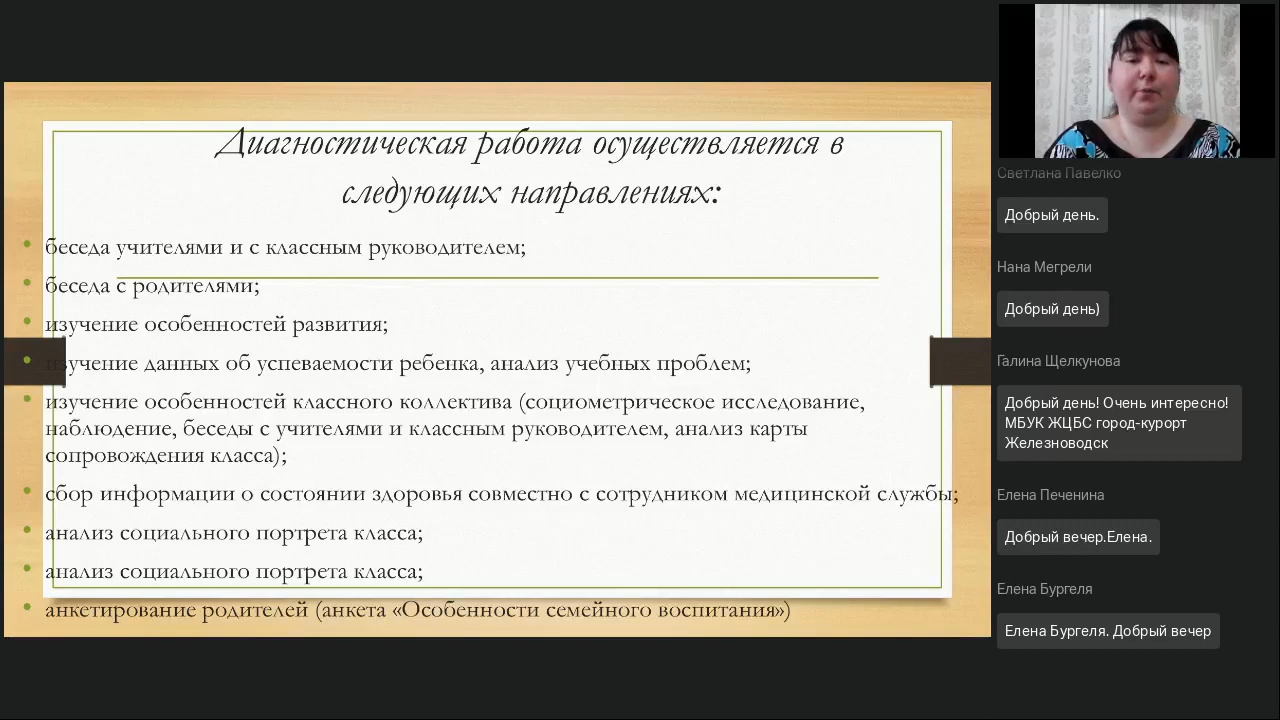 Диагностическая работа осуществляется в
следующих направлениях:
беседа учителями и с классным руководителем;
беседа с родителями;
изучение особенностей развития;
изучение данных об успеваемости ребенка, анализ учебных проблем;
изучение особенностей классного коллектива (социометрическое исследование,
наблюдение, беседы с учителями и классным руководителем, анализ карты
сопровождения класса);
сбор информации о состоянии здоровья совместно с сотрудником медицинской службы;
анализ социального портрета класса;
анализ социального портрета класса;
анкетирование родителей (анкета «Особенности семейного воспитания»)
Светлана Павелко
Добрый день.
Нана Мегрели
Добрый день)
Галина Щелкунова
Добрый день! Очень интересно!
МБУК ЖЦБС город-курорт
Железноводск
Елена Печенина
Добрый вечер.Елена.
Елена Бургеля
Елена Бургеля. Добрый вечер